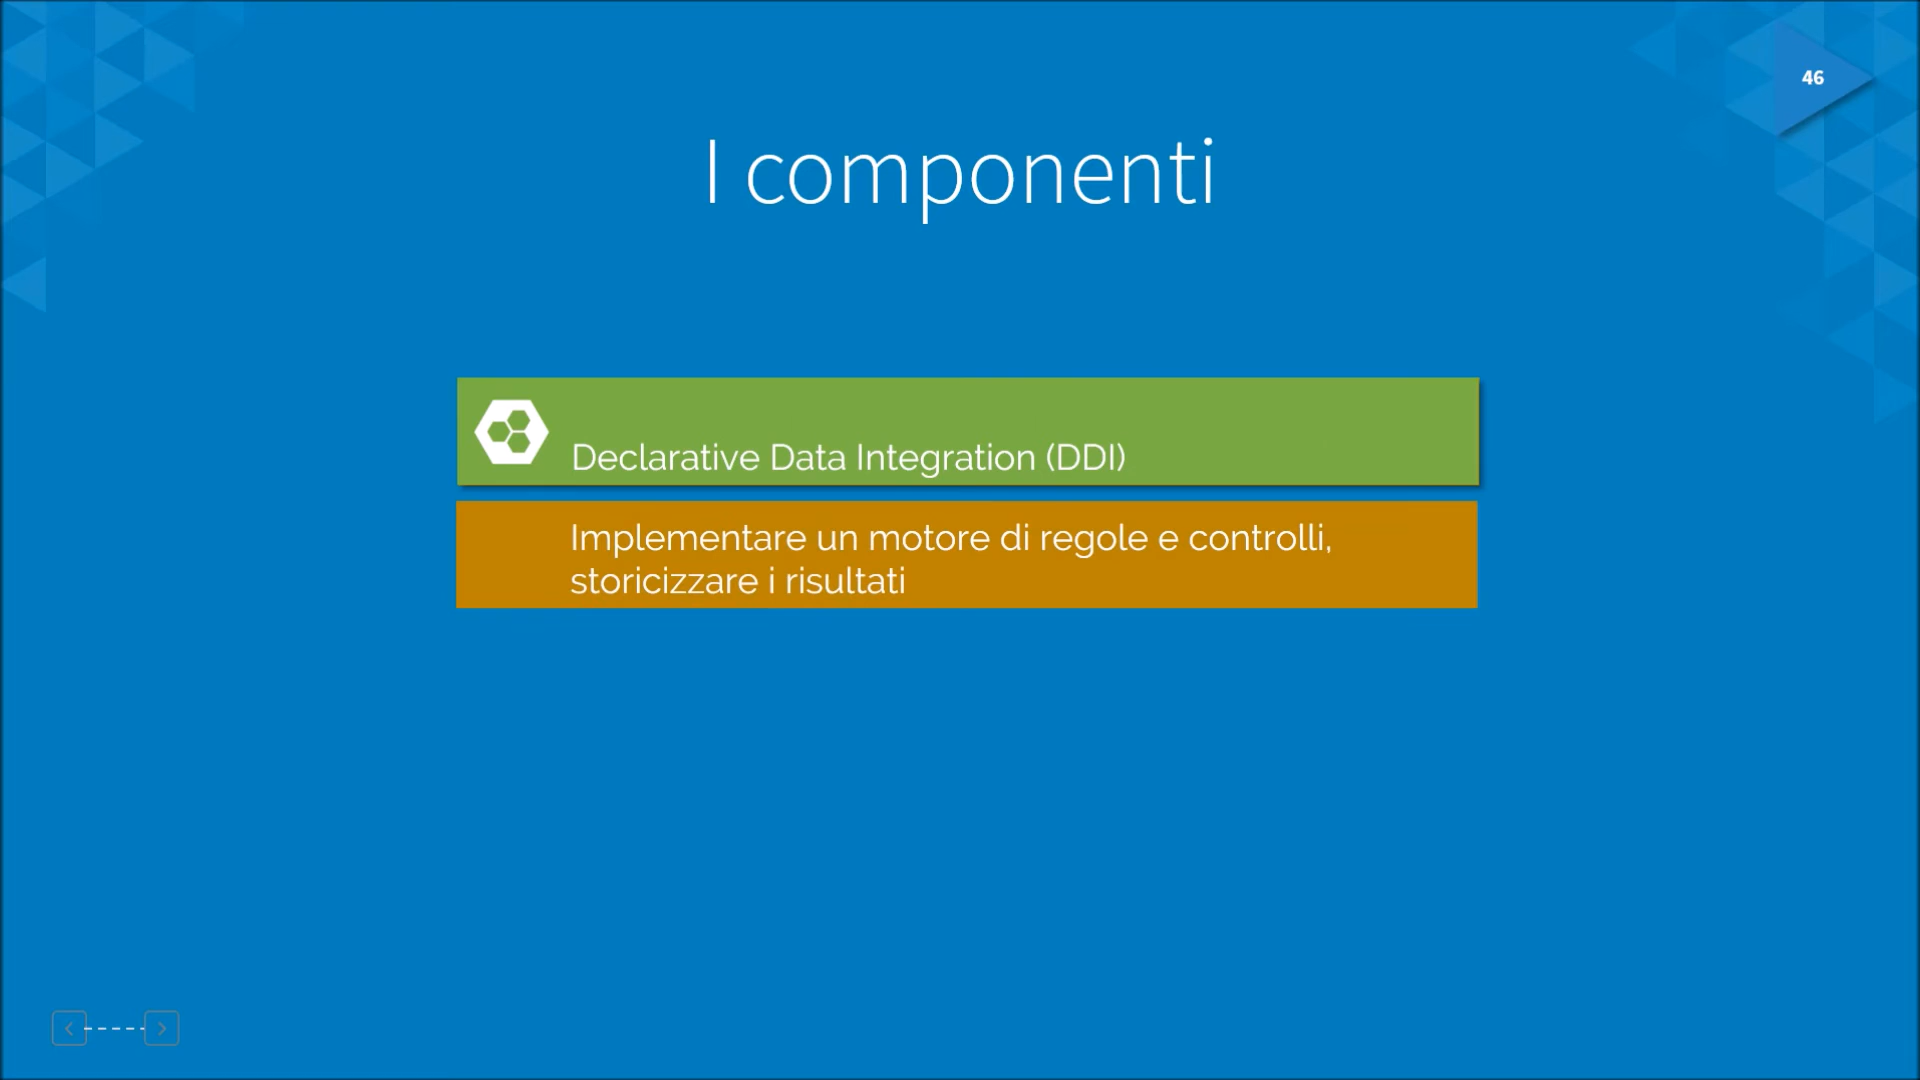 46
I componenti
Declarative Data Integration (DDI)
Implementare un motore di regole e controlli,
storicizzare i risultati